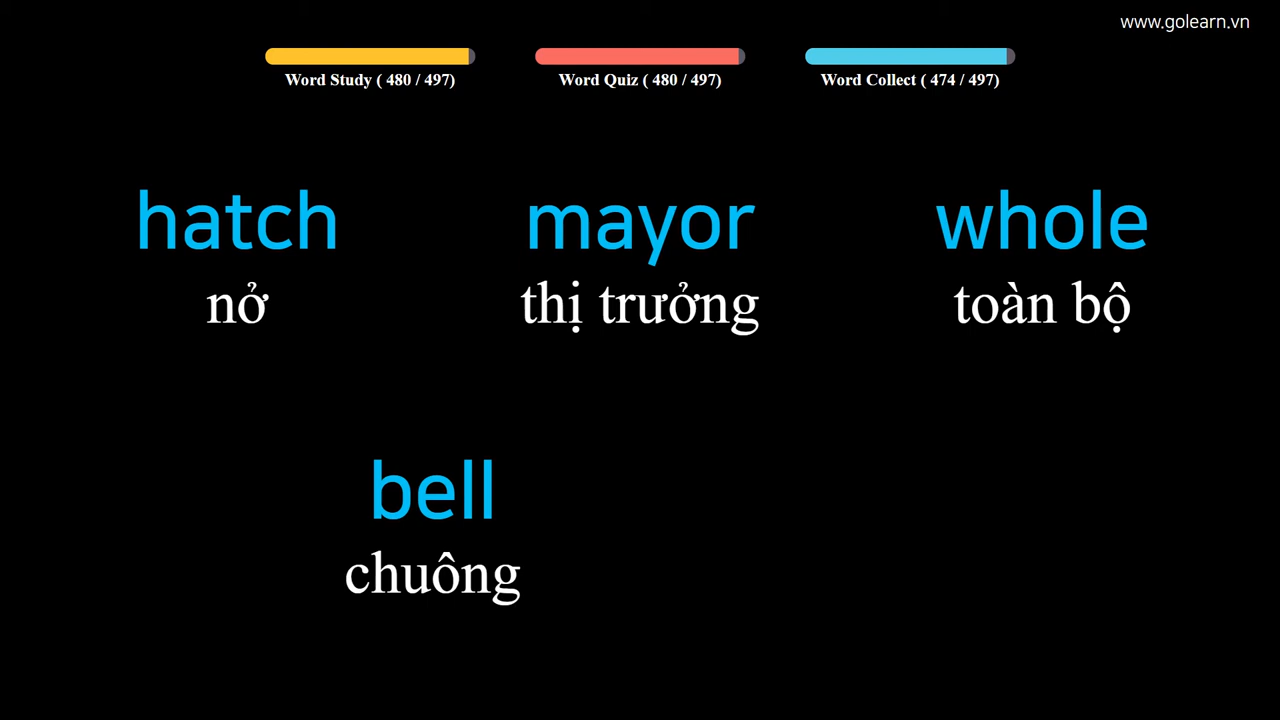 www.golearn.vn
Word Study ( 480 / 497) Word Quiz ( 480 / 497) Word Collect ( 474 / 497)
hatch mayor whole
nở thị trưởng toàn bộ
bell
chuông